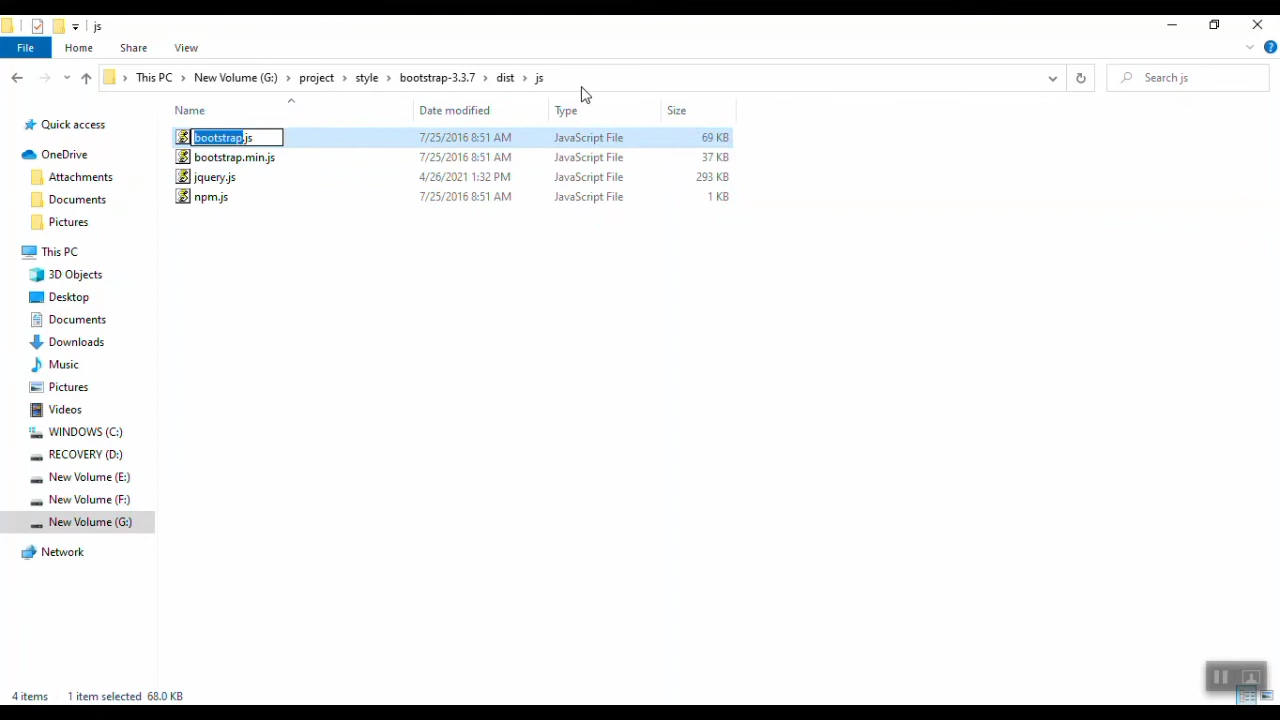 js
File Home Share View
This PC New Volume (G:) project style bootstrap-3.3.7 dist js
Search js
Name Date modified Type Size
bootstrap.js 7/25/2016 8:51 AM JavaScript File 69 KB
bootstrap.min.js 7/25/2016 8:51 AM JavaScript File 37 KB
jquery.js 4/26/2021 1:32 PM JavaScript File 293 KB
npm.js 7/25/2016 8:51 AM JavaScript File 1 KB
Quick access
OneDrive
Attachments
Documents
Pictures
This PC
3D Objects
Desktop
Documents
Downloads
Music
Pictures
Videos
WINDOWS (C:)
RECOVERY (D:)
New Volume (E:)
New Volume (F:)
New Volume (G:)
Network
4 items 1 item selected 68.0 KB